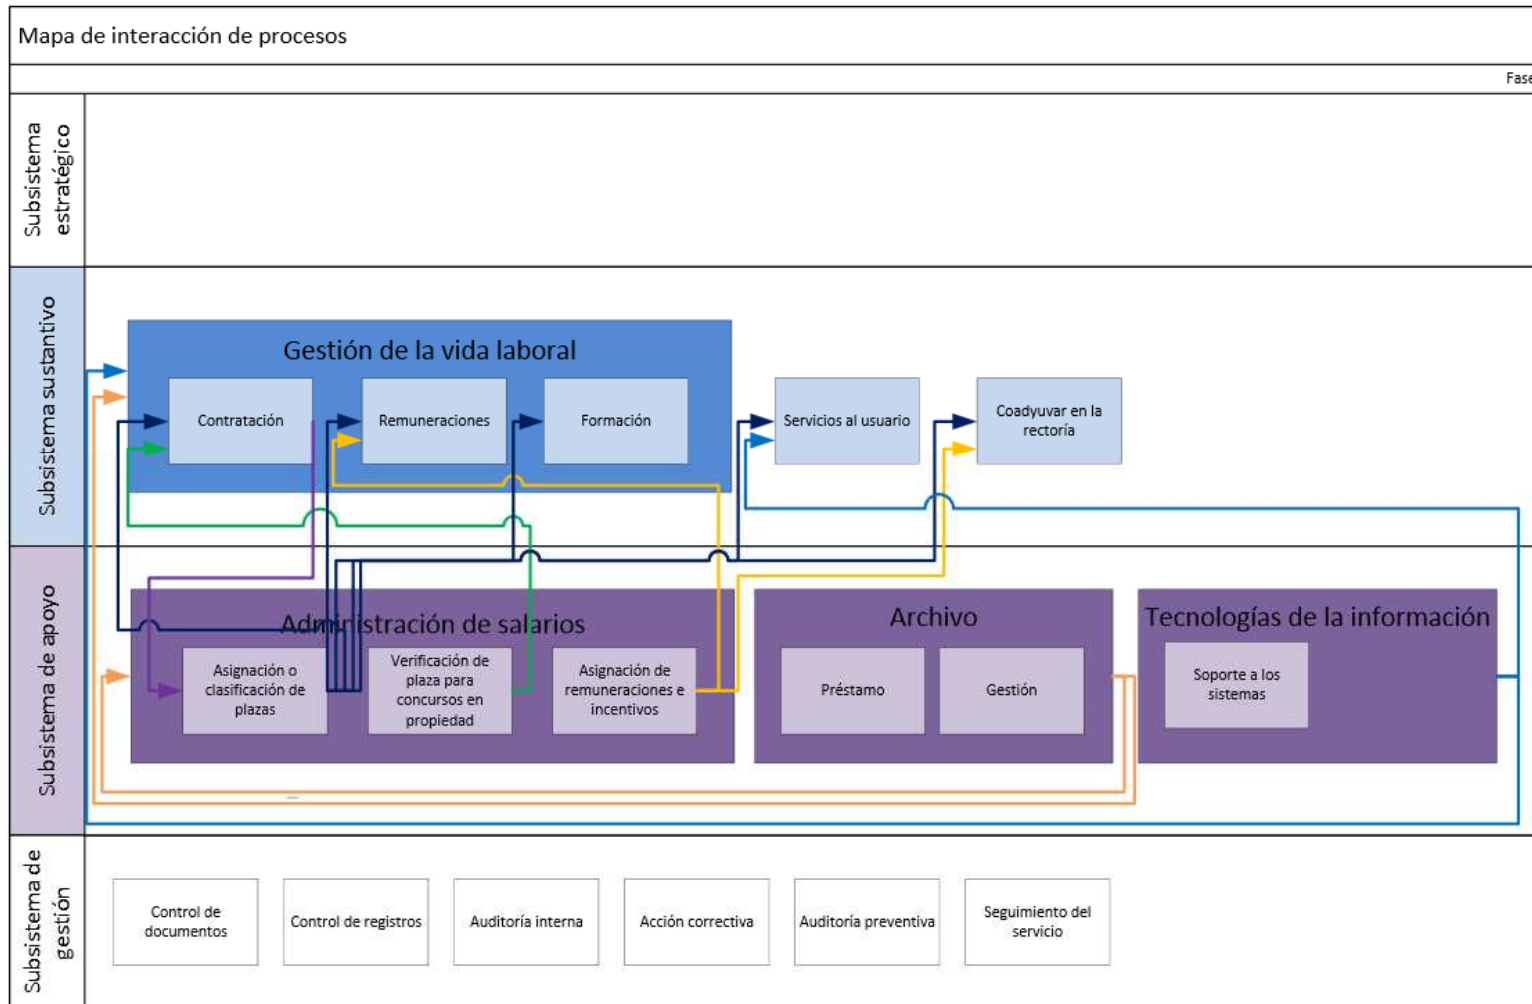 Mapa de interacción de procesos
Fase
Subsistema
estratégico
Subsistema sustantivo
Gestión de la vida laboral
Contratación
Remuneraciones
Formación
Servicios al usuario
Coadyuvar en la
rectoría
Subsistema de apoyo
Administración de salarios
Asignación o
clasificación de
plazas
Verificación de
plaza para
concursos en
propiedad
Asignación de
remuneraciones e
incentivos
Archivo
Préstamo
Gestión
Tecnologías de la información
Soporte a los
sistemas
Subsistema de
gestión
Control de
documentos
Control de registros
Auditoría interna
Acción correctiva
Auditoría preventiva
Seguimiento del
servicio